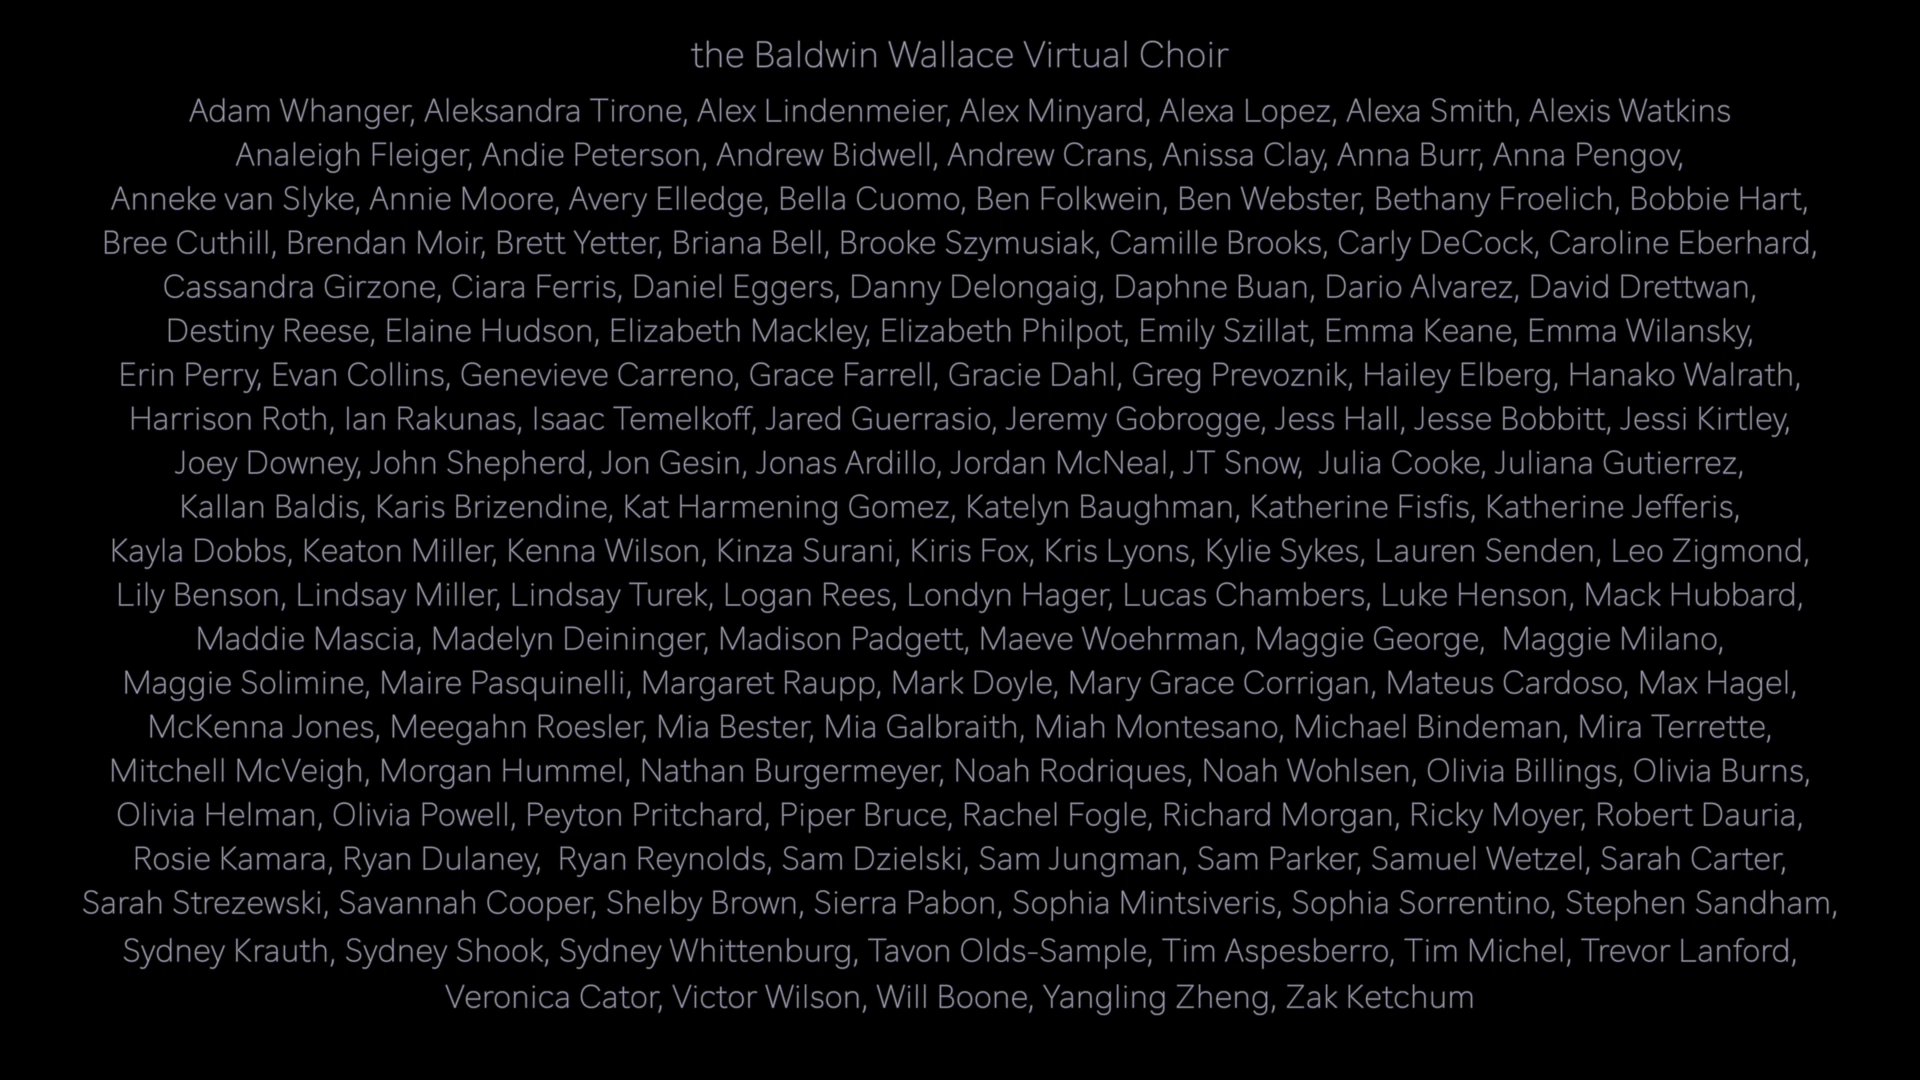 the Baldwin Wallace Virtual Choir
Adam Whanger, Aleksandra Tirone, Alex Lindenmeier, Alex Minyard, Alexa Lopez, Alexa Smith, Alexis Watkins
Analeigh Fleiger, Andie Peterson, Andrew Bidwell, Andrew Crans, Anissa Clay, Anna Burr, Anna Pengov,
Anneke van Slyke, Annie Moore, Avery Elledge, Bella Cuomo, Ben Folkwein, Ben Webster, Bethany Froelich, Bobbie Hart,
Bree Cuthill, Brendan Moir, Brett Yetter, Briana Bell, Brooke Szymusiak, Camille Brooks, Carly DeCock, Caroline Eberhard,
Cassandra Girzone, Ciara Ferris, Daniel Eggers, Danny Delongaig, Daphne Buan, Dario Alvarez, David Drettwan,
Destiny Reese, Elaine Hudson, Elizabeth Mackley, Elizabeth Philpot, Emily Szillat, Emma Keane, Emma Wilansky,
Erin Perry, Evan Collins, Genevieve Carreno, Grace Farrell, Gracie Dahl, Greg Prevoznik, Hailey Elberg, Hanako Walrath,
Harrison Roth, Ian Rakunas, Isaac Temelkoff, Jared Guerrasio, Jeremy Gobrogge, Jess Hall, Jesse Bobbitt, Jessi Kirtley,
Joey Downey, John Shepherd, Jon Gesin, Jonas Ardillo, Jordan McNeal, JT Snow, Julia Cooke, Juliana Gutierrez,
Kallan Baldis, Karis Brizendine, Kat Harmening Gomez, Katelyn Baughman, Katherine Fisfis, Katherine Jefferis,
Kayla Dobbs, Keaton Miller, Kenna Wilson, Kinza Surani, Kiris Fox, Kris Lyons, Kylie Sykes, Lauren Senden, Leo Zigmond,
Lily Benson, Lindsay Miller, Lindsay Turek, Logan Rees, Londyn Hager, Lucas Chambers, Luke Henson, Mack Hubbard,
Maddie Mascia, Madelyn Deininger, Madison Padgett, Maeve Woehrman, Maggie George, Maggie Milano,
Maggie Solimine, Maire Pasquinelli, Margaret Raupp, Mark Doyle, Mary Grace Corrigan, Mateus Cardoso, Max Hagel,
McKenna Jones, Meegahn Roesler, Mia Bester, Mia Galbraith, Miah Montesano, Michael Bindeman, Mira Terrette,
Mitchell McVeigh, Morgan Hummel, Nathan Burgermeyer, Noah Rodriques, Noah Wohlsen, Olivia Billings, Olivia Burns,
Olivia Helman, Olivia Powell, Peyton Pritchard, Piper Bruce, Rachel Fogle, Richard Morgan, Ricky Moyer, Robert Dauria,
Rosie Kamara, Ryan Dulaney, Ryan Reynolds, Sam Dzielski, Sam Jungman, Sam Parker, Samuel Wetzel, Sarah Carter,
Sarah Strezewski, Savannah Cooper, Shelby Brown, Sierra Pabon, Sophia Mintsiveris, Sophia Sorrentino, Stephen Sandham,
Sydney Krauth, Sydney Shook, Sydney Whittenburg, Tavon Olds-Sample, Tim Aspesberro, Tim Michel, Trevor Lanford,
Veronica Cator, Victor Wilson, Will Boone, Yangling Zheng, Zak Ketchum